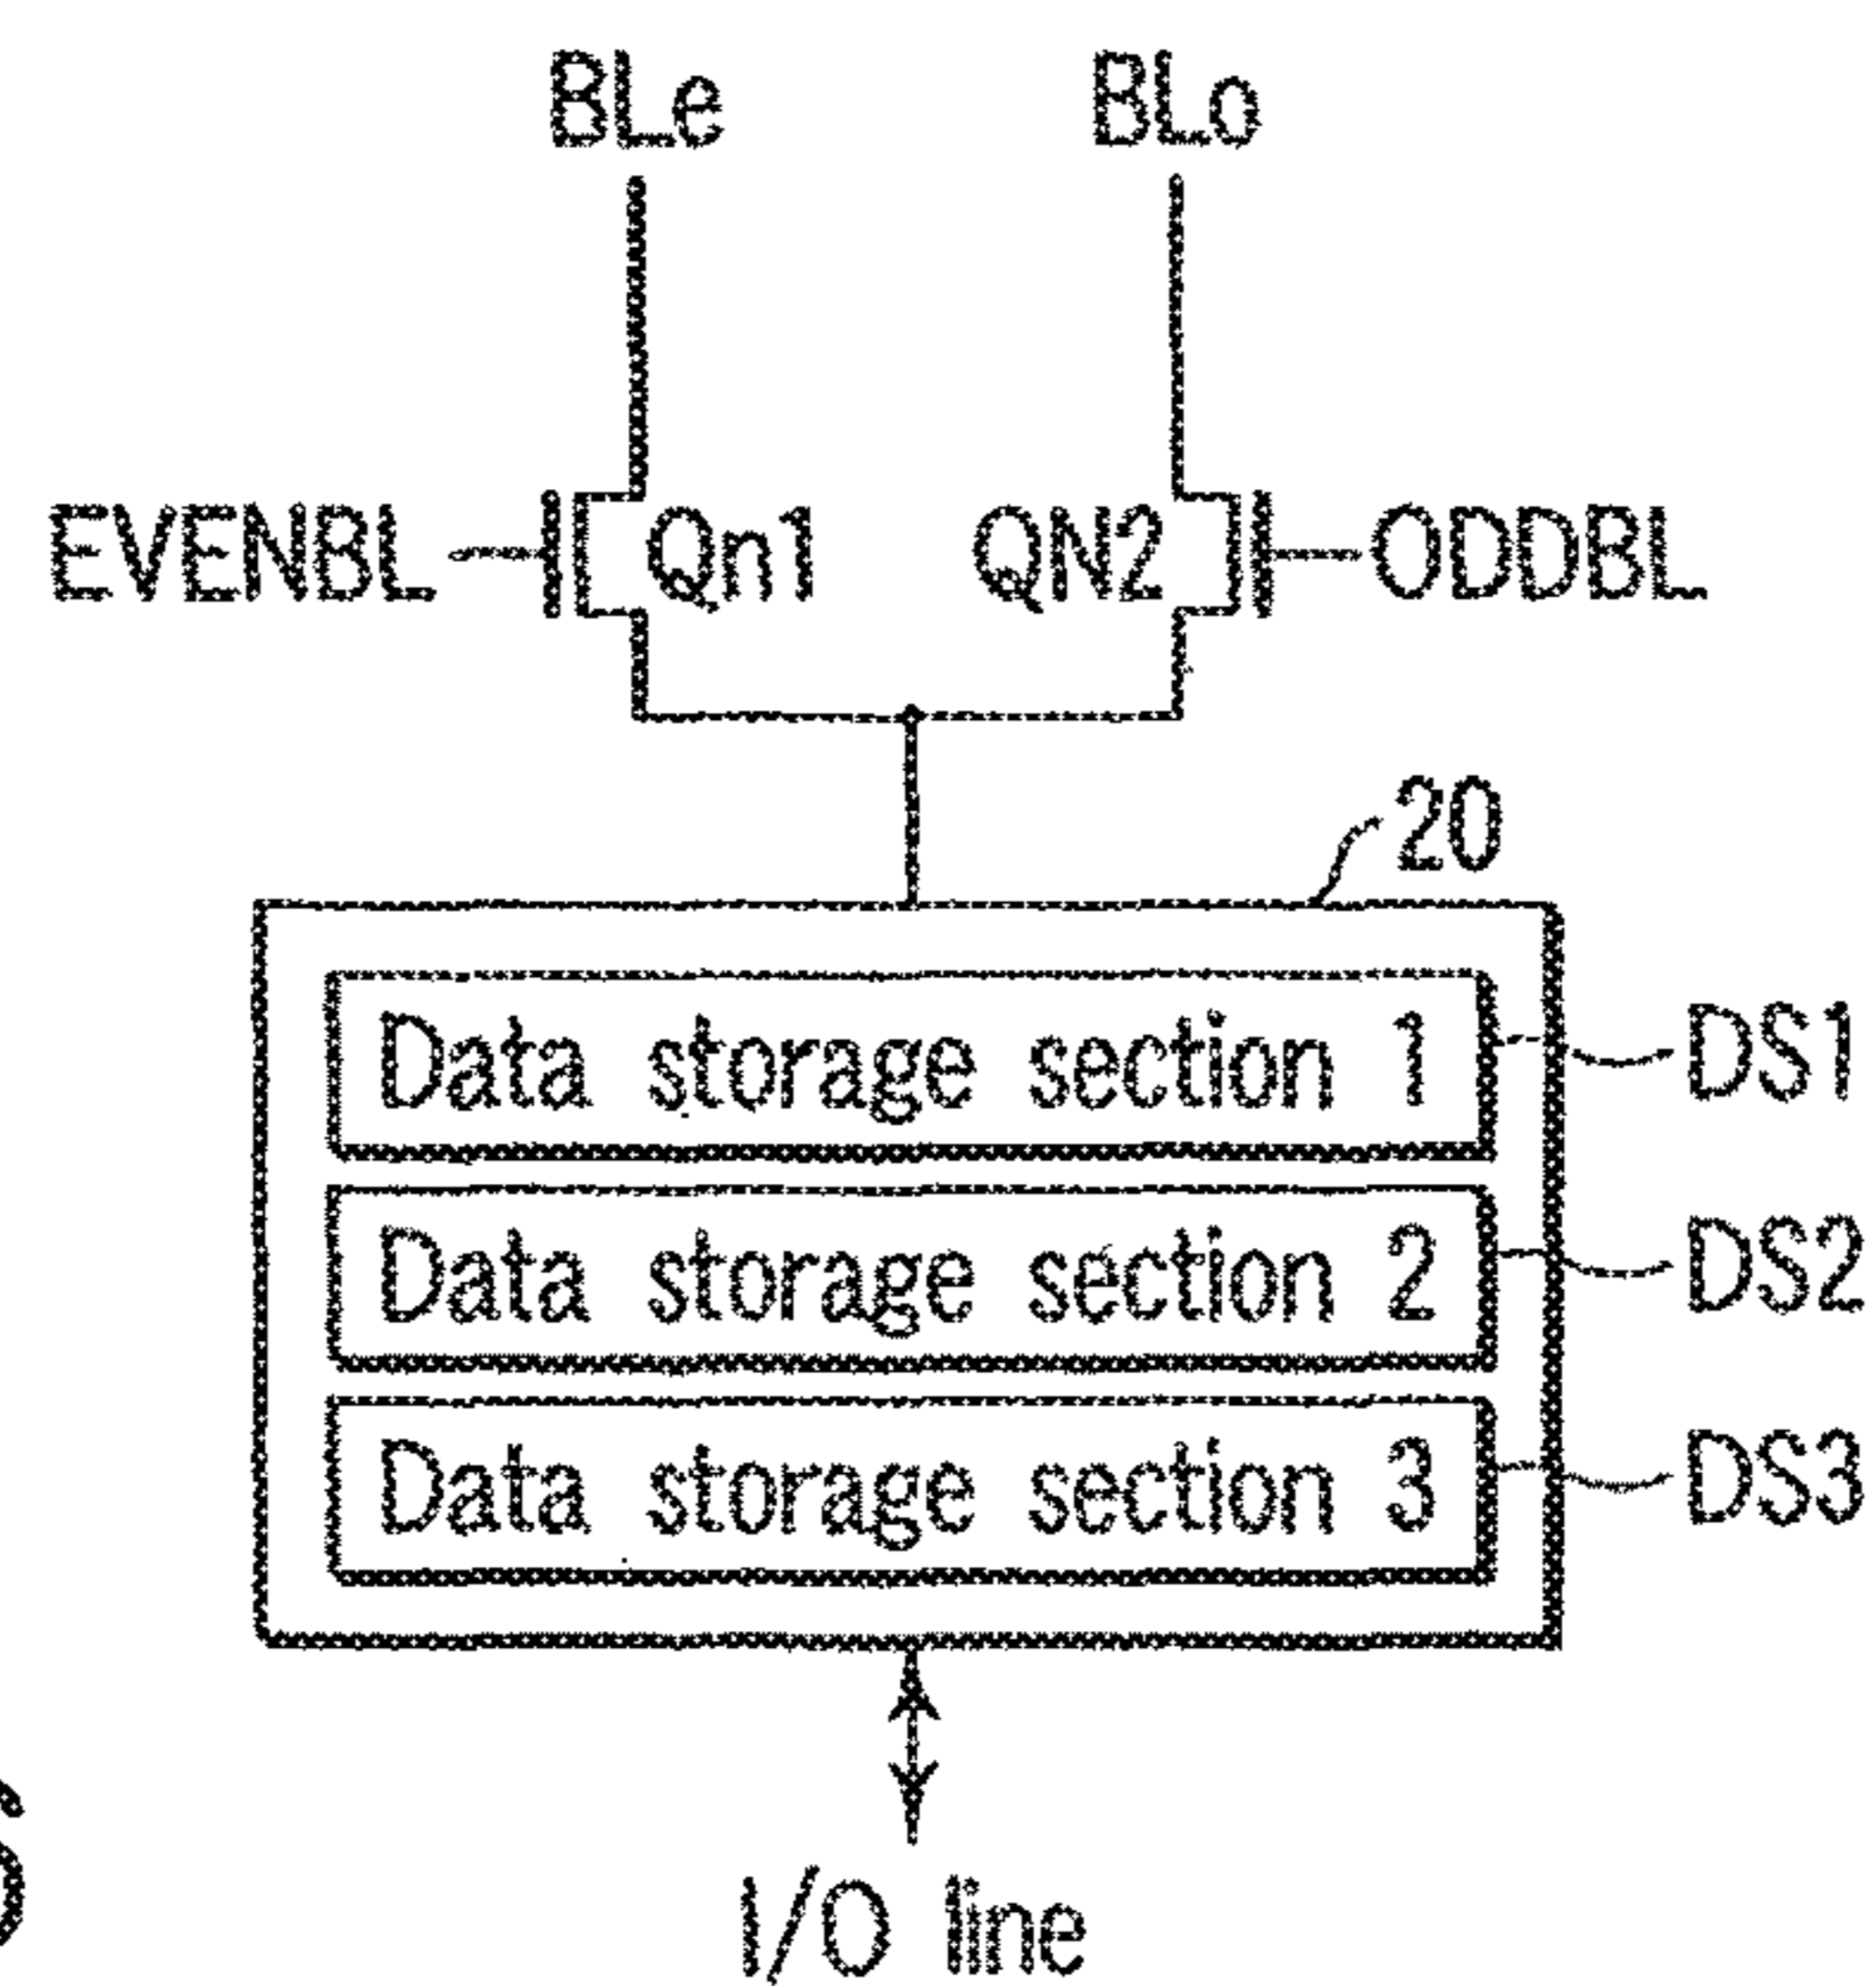 BLe BLo
EVENBL Qn1 QN2 ODDBL
20
Data storage section 1 DS1
Data storage section 2 DS2
Data storage section 3 DS3
I/O line